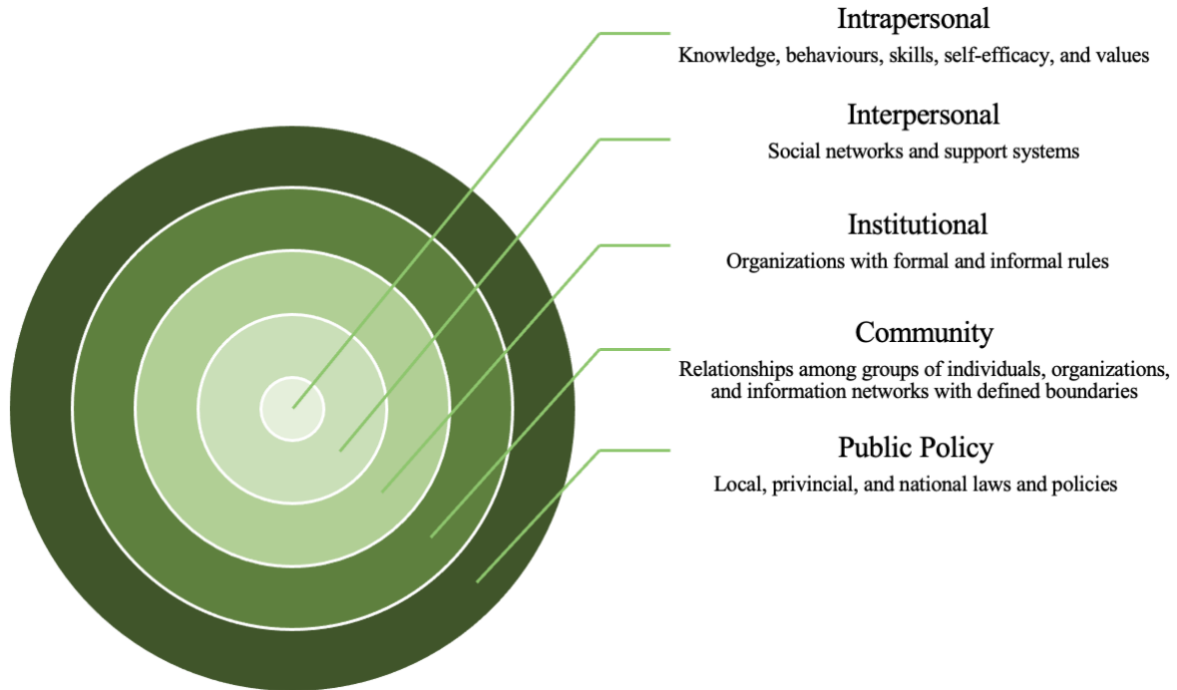 Intrapersonal
Knowledge, behaviours, skills, self-efficacy, and values
Interpersonal
Social networks and support systems
Institutional
Organizations with formal and informal rules
Community
Relationships among groups of individuals, organizations,
and information networks with defined boundaries
Public Policy
Local, privincial, and national laws and policies